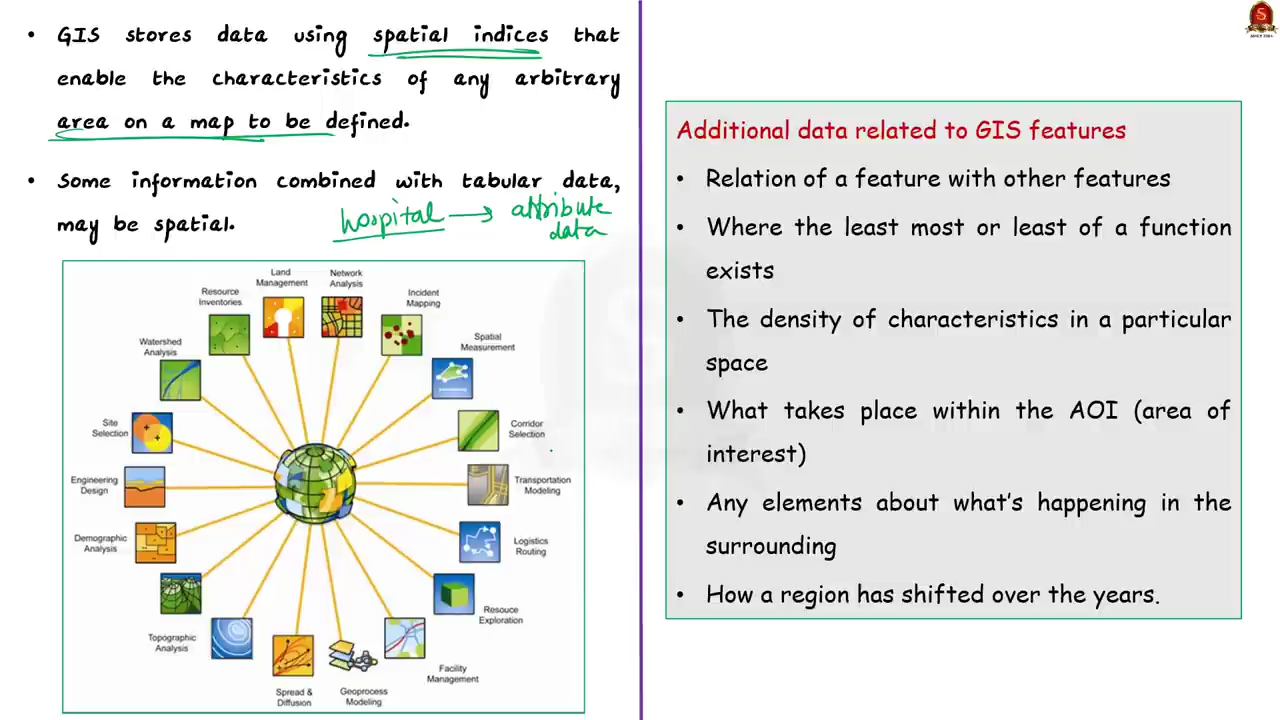 • GIS stores data using spatial indices that
enable the characteristics of any arbitrary
area on a map to be defined.
• Some information combined with tabular data,
may be spatial.
hospital → attribute
data
Land
Management
Network
Analysis
Resource
Inventories
Incident
Mapping
Watershed
Analysis
Spatial
Measurement
Site
Selection
Corridor
Selection
Engineering
Design
Transportation
Modeling
Demographic
Analysis
Logistics
Routing
Topographic
Analysis
Resouce
Exploration
Spread &
Diffusion
Geoprocess
Modeling
Facility
Management
S
SINCE 2004
Additional data related to GIS features
• Relation of a feature with other features
• Where the least most or least of a function
exists
• The density of characteristics in a particular
space
• What takes place within the AOI (area of
interest)
• Any elements about what's happening in the
surrounding
• How a region has shifted over the years.